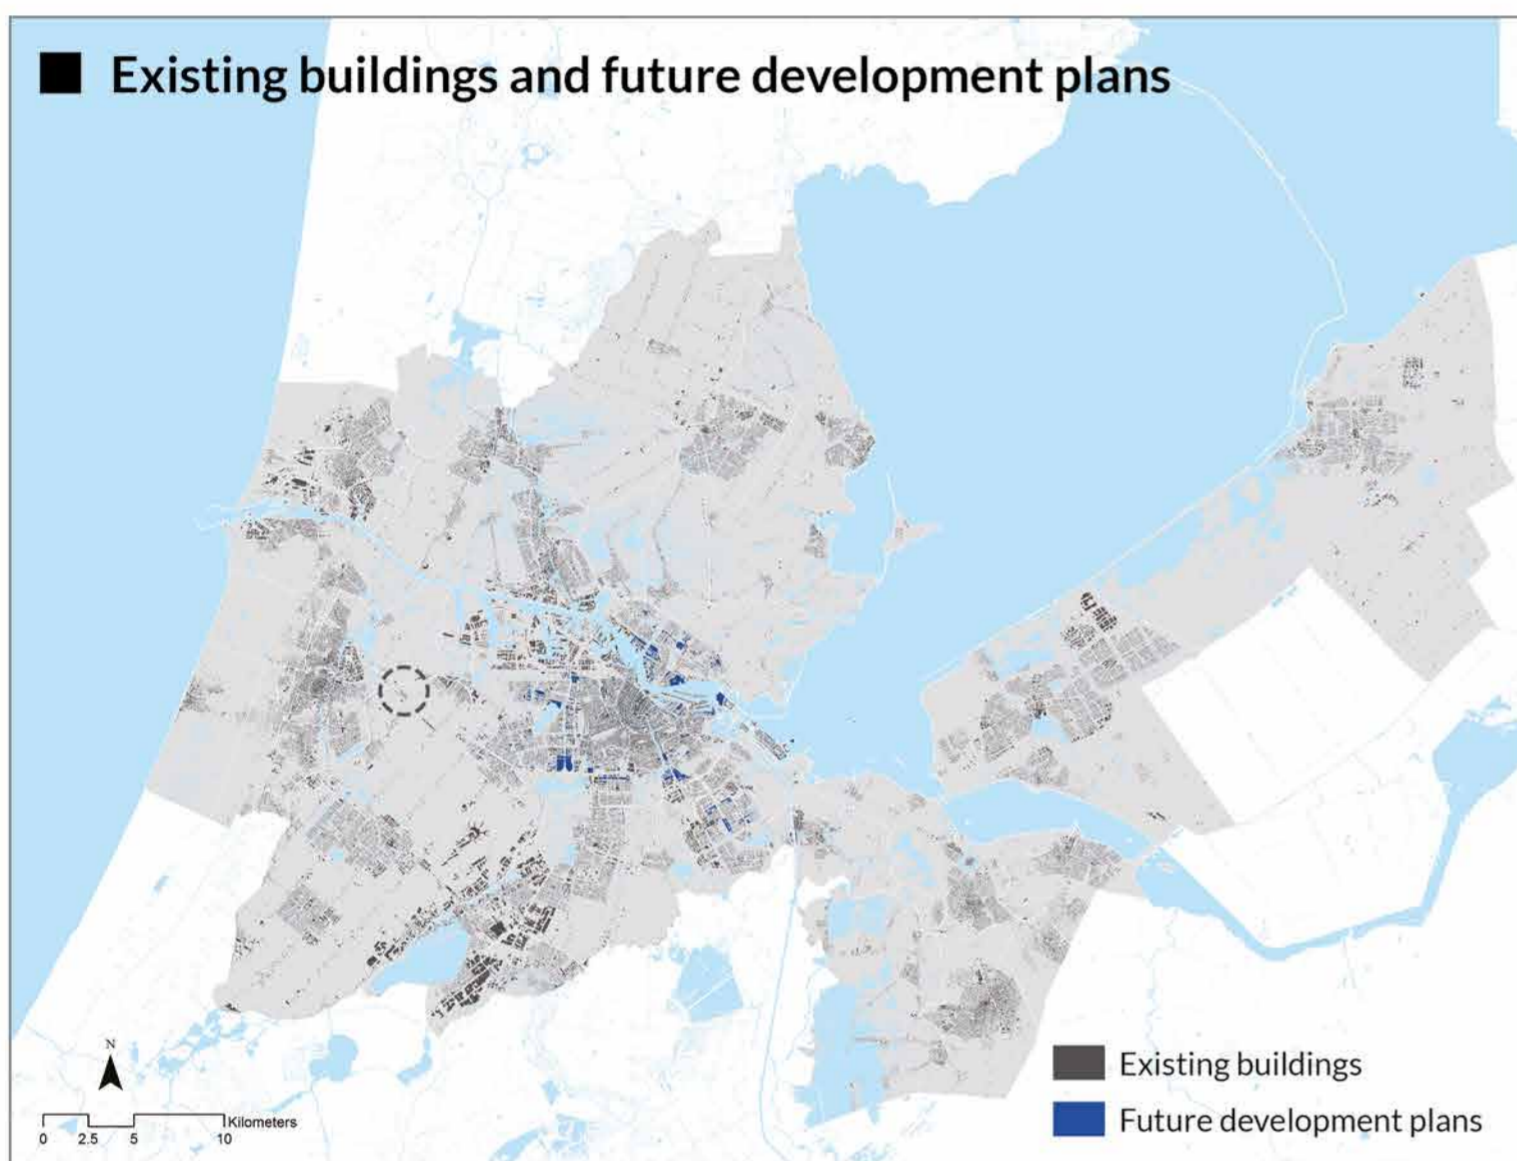 Existing buildings and future development plans
N
Kilometers
0 2.5 5 10
Existing buildings
Future development plans